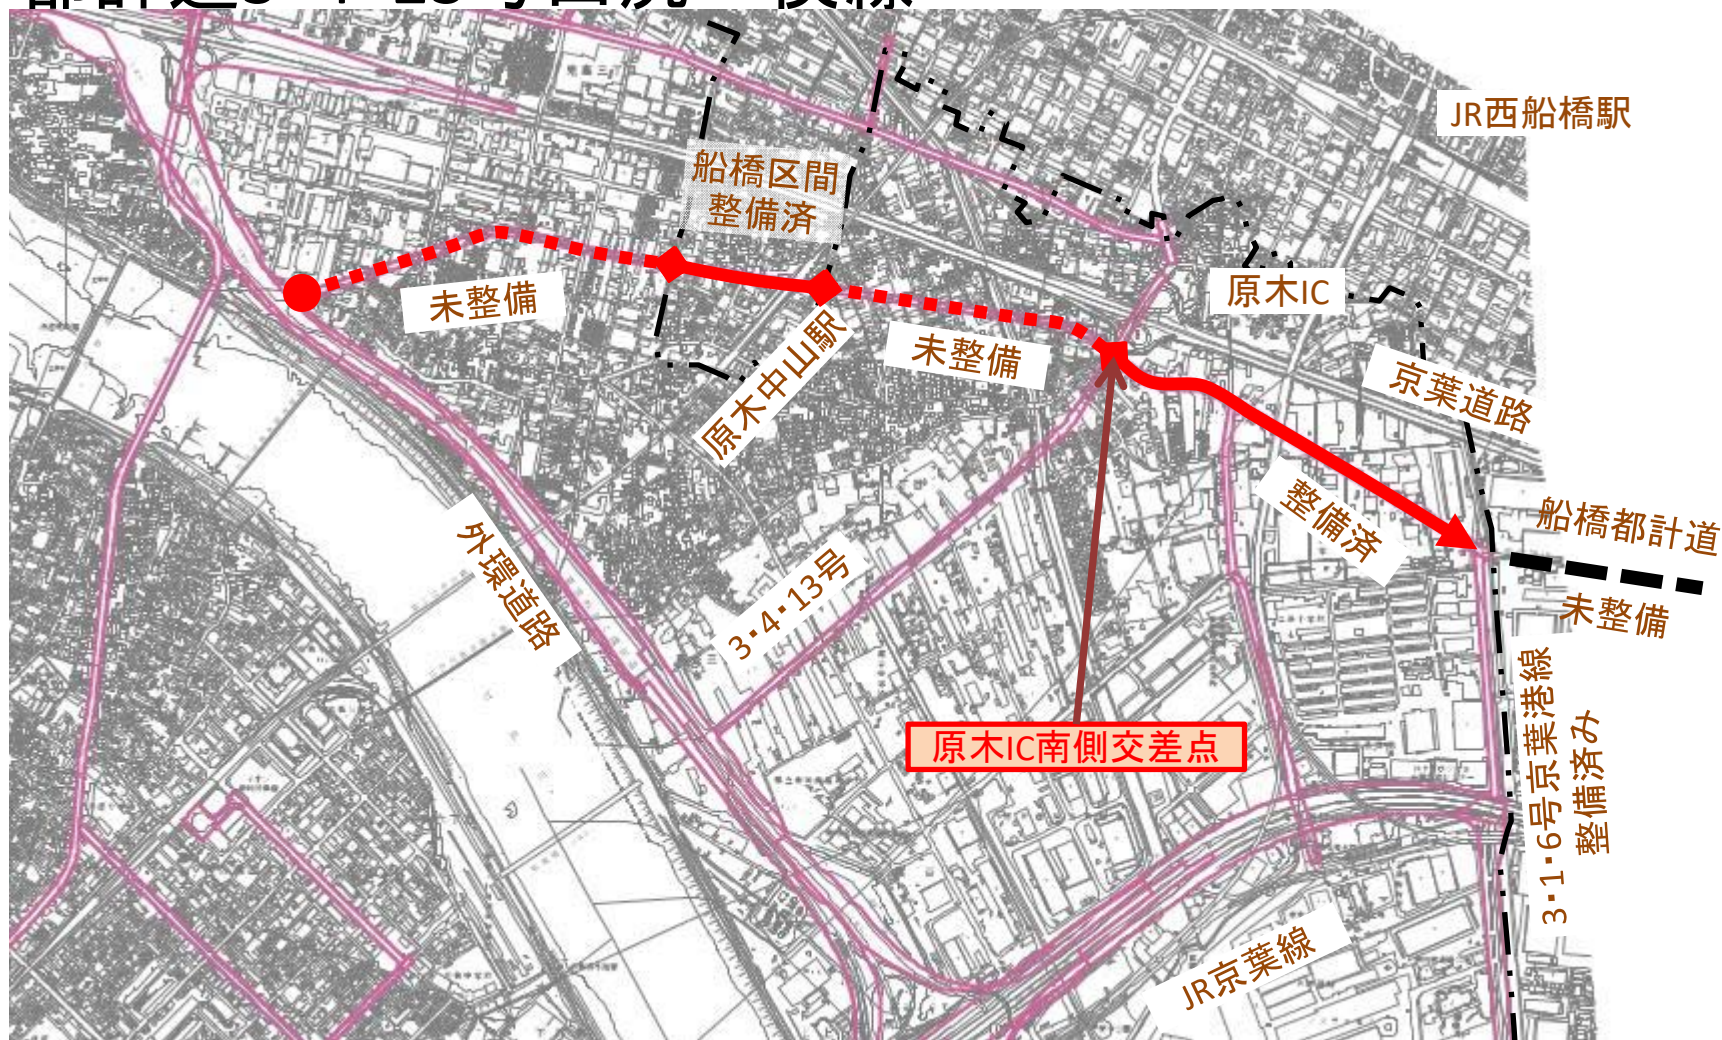 JR西船橋駅
船橋区間
整備済
原木IC
未整備
未整備
原木中山駅
京葉道路
整備済
船橋都計道
未整備
外環道路
3・4・13号
原木IC南側交差点
3・1・6号京葉港線
整備済み
JR京葉線